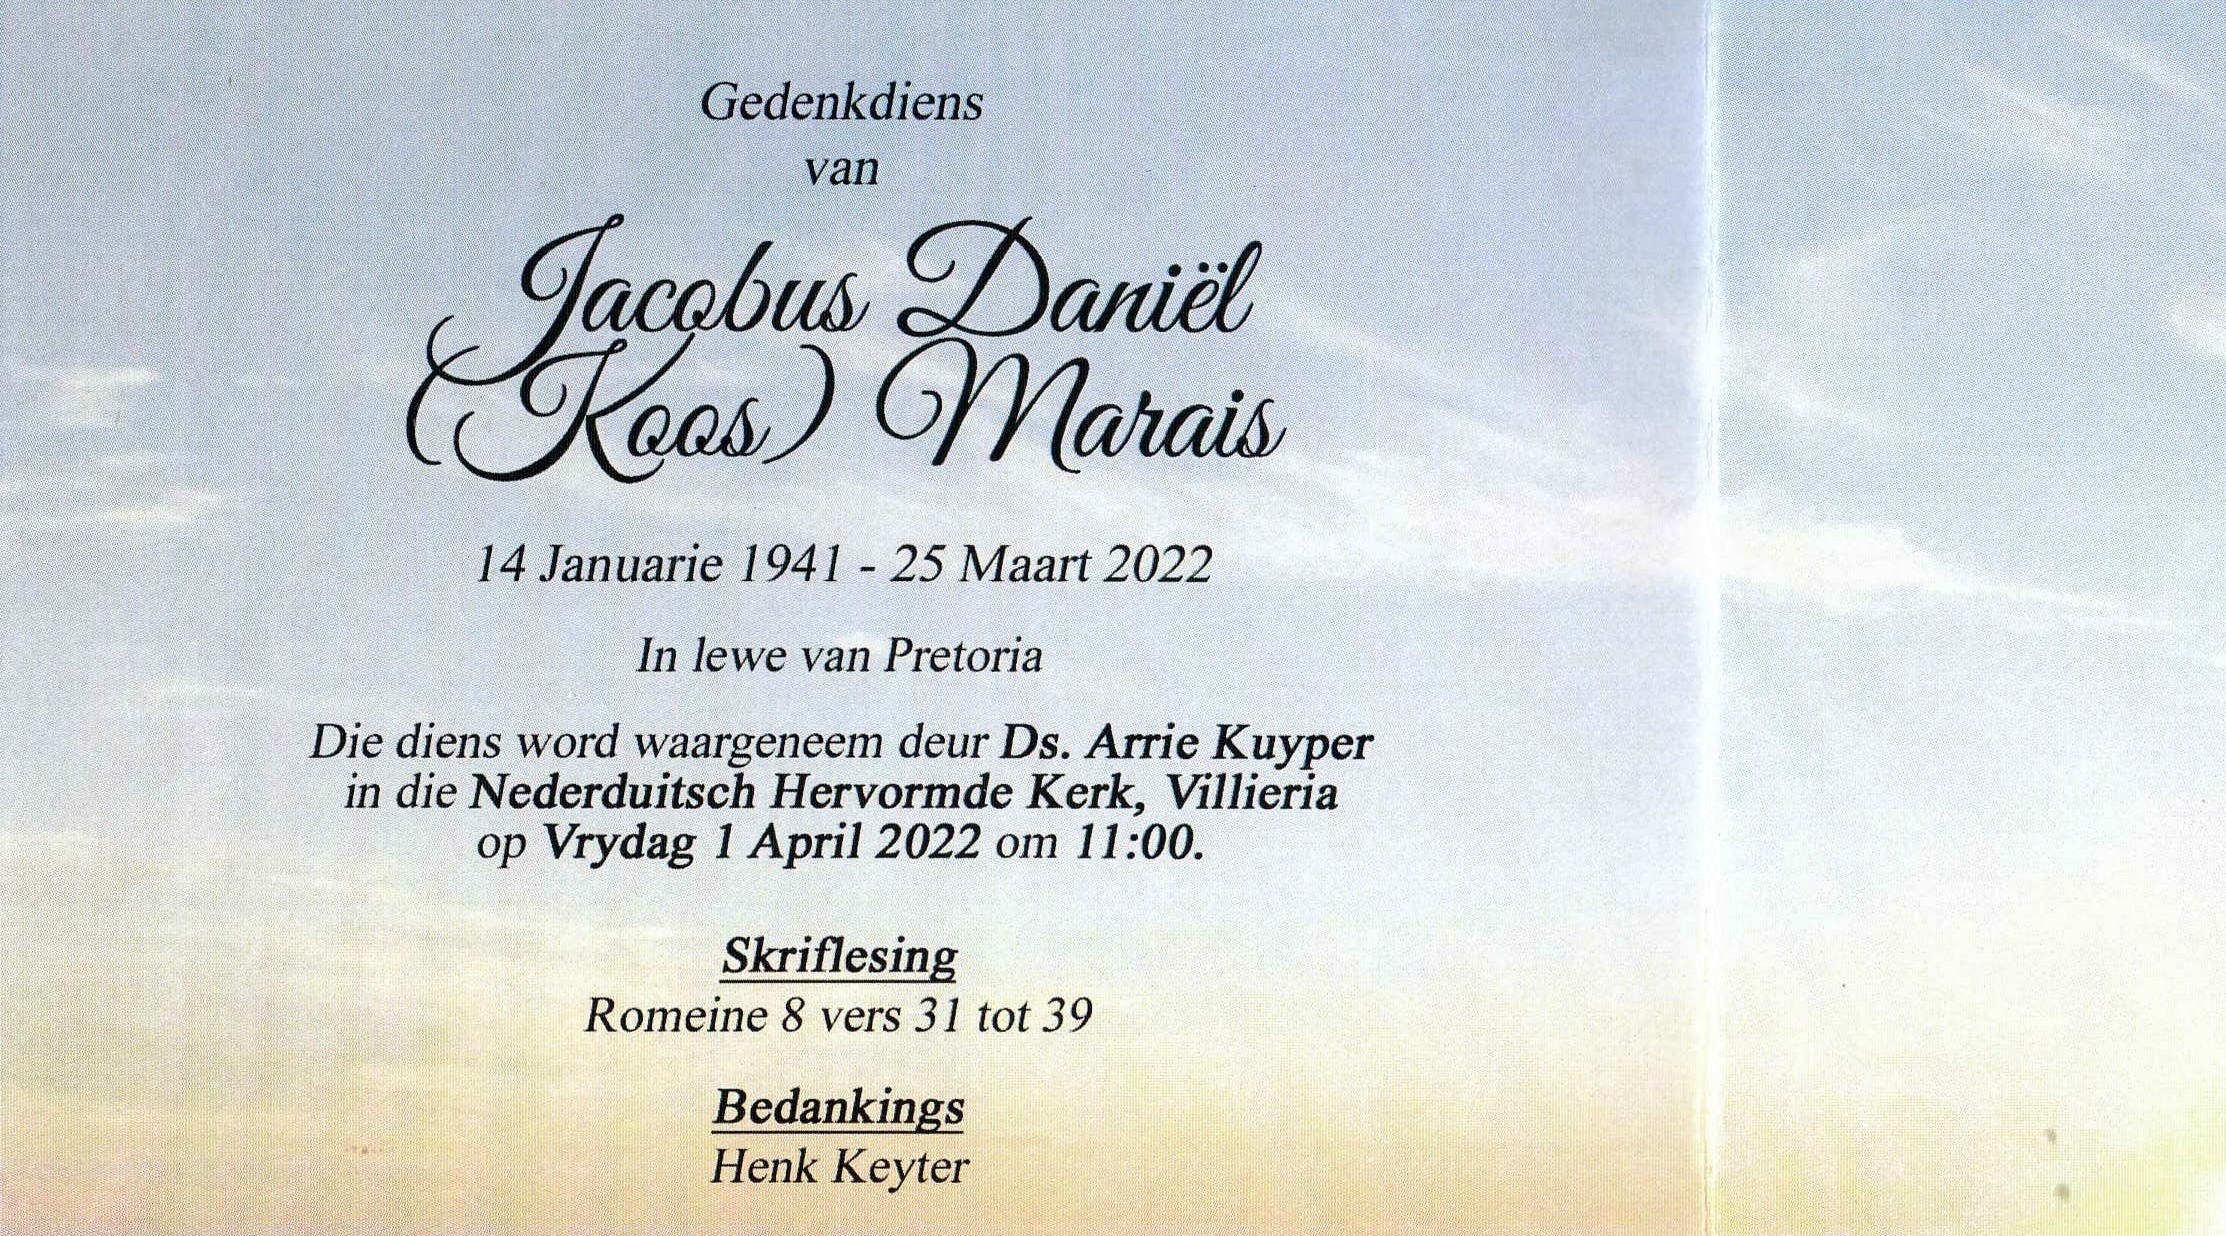 Gedenkdiens
van
Jacobus Daniël
(Koos) Marais
14 Januarie 1941 - 25 Maart 2022
In lewe van Pretoria
Die diens word waargeneem deur Ds. Arrie Kuyper
in die Nederduitsch Hervormde Kerk, Villieria
op Vrydag 1 April 2022 om 11:00.
Skriflesing
Romeine 8 vers 31 tot 39
Bedankings
Henk Keyter